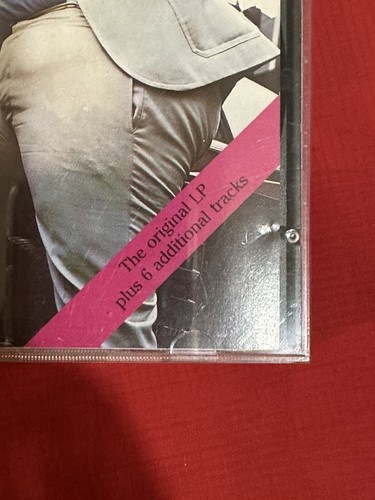 The original LP
plus 6 additional tracks